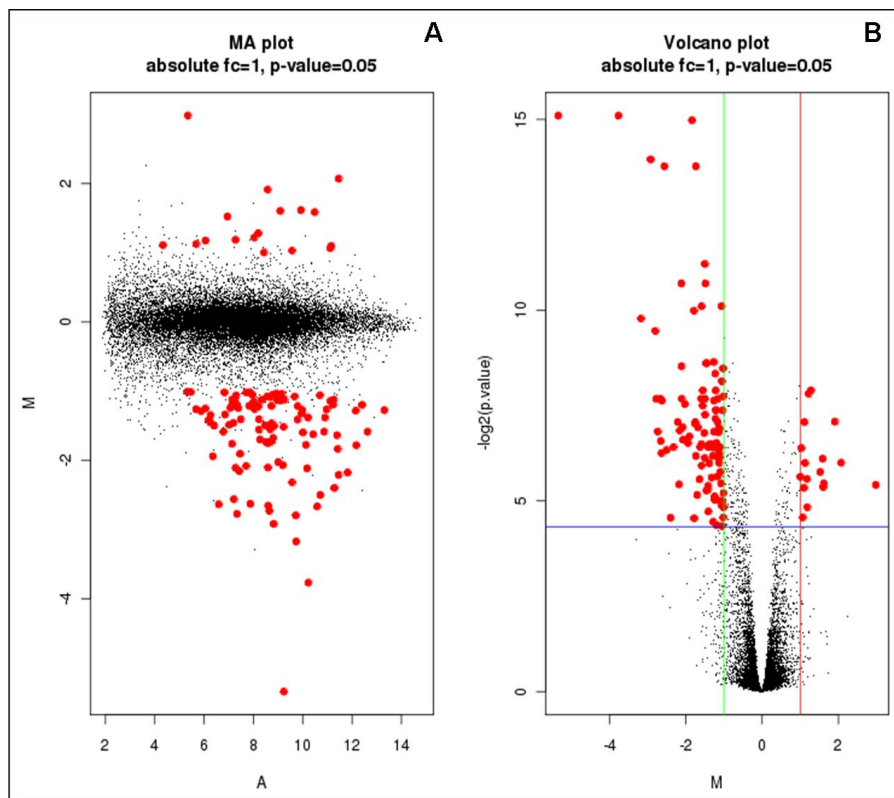 MA plot
A
absolute fc=1, p-value=0.05
2
0
-2
-4
M
2 4 6 8 10 12 14
A
Volcano plot
B
absolute fc=1, p-value=0.05
15
10
5
0
-log2(p.value)
-4 -2 0 2
M